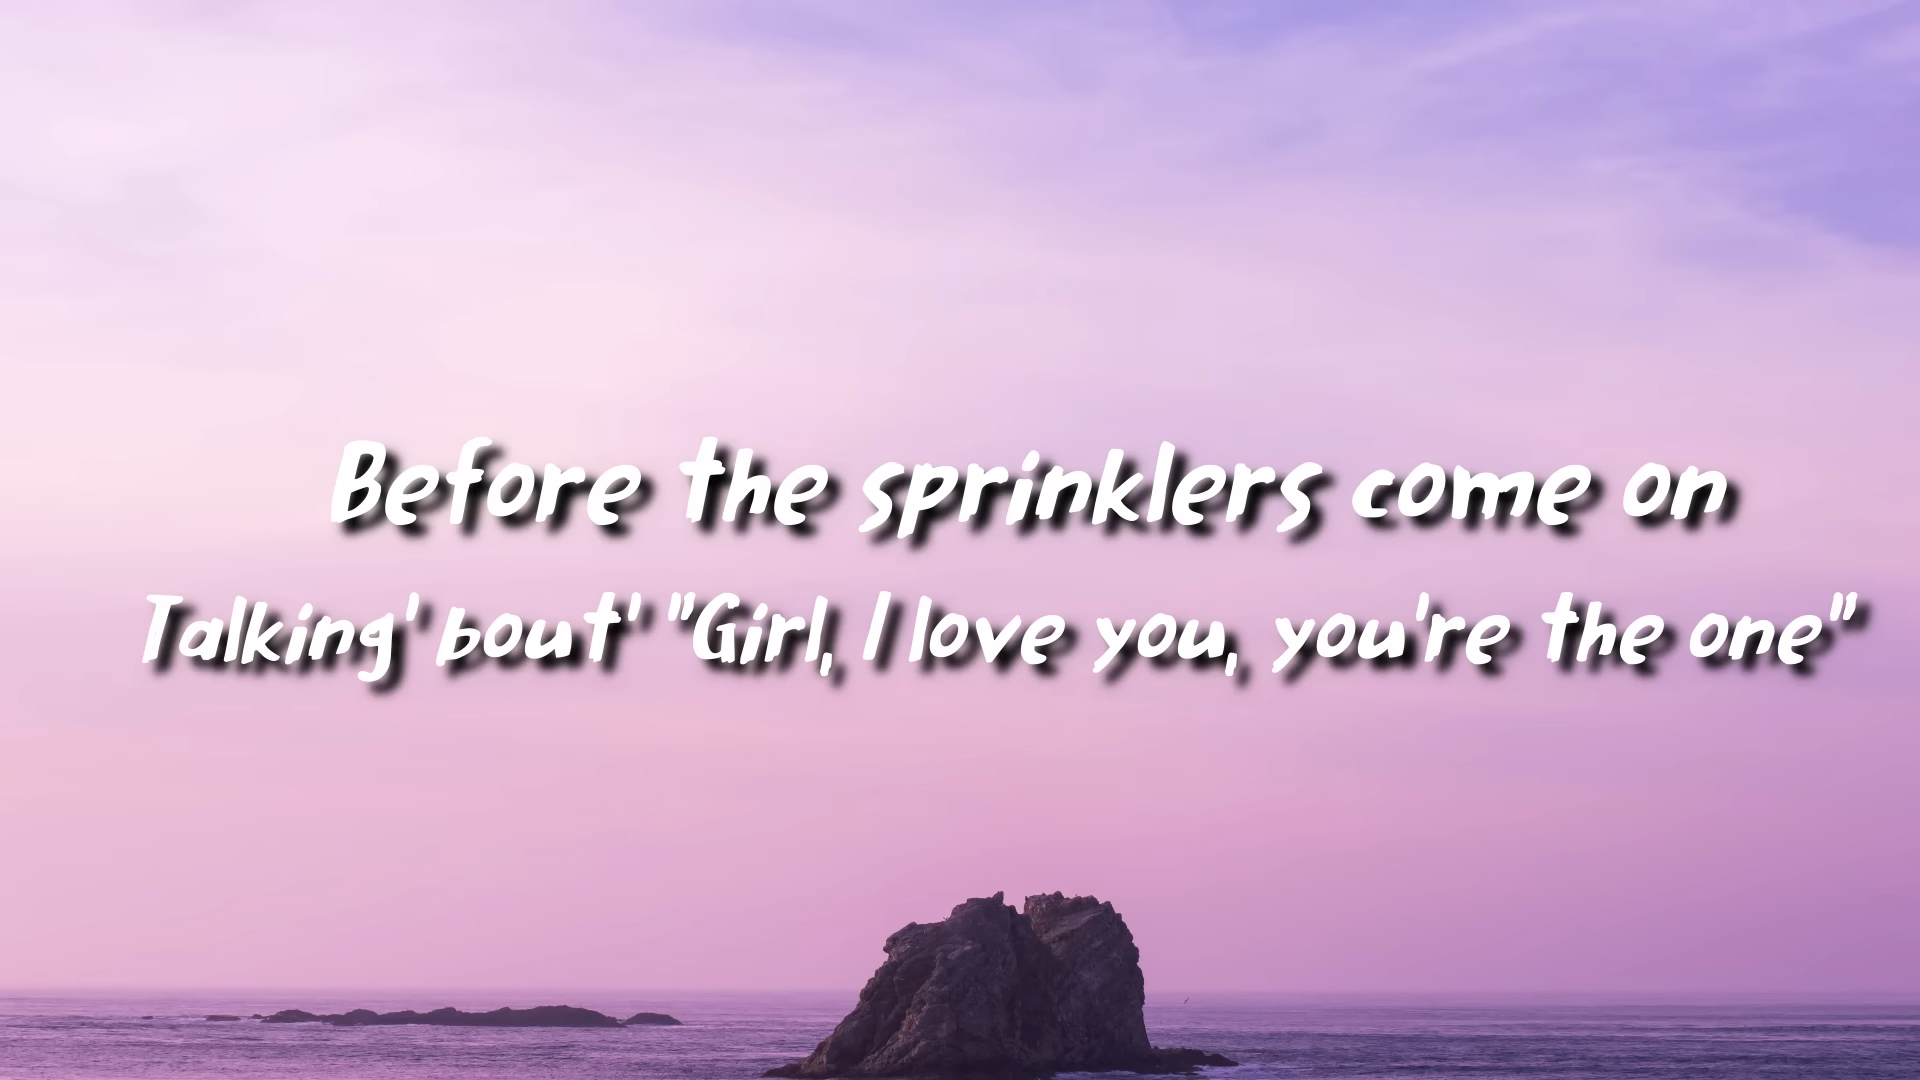 Before the sprinklers come on
Talking' bout' "Girl, I love you, you're the one"